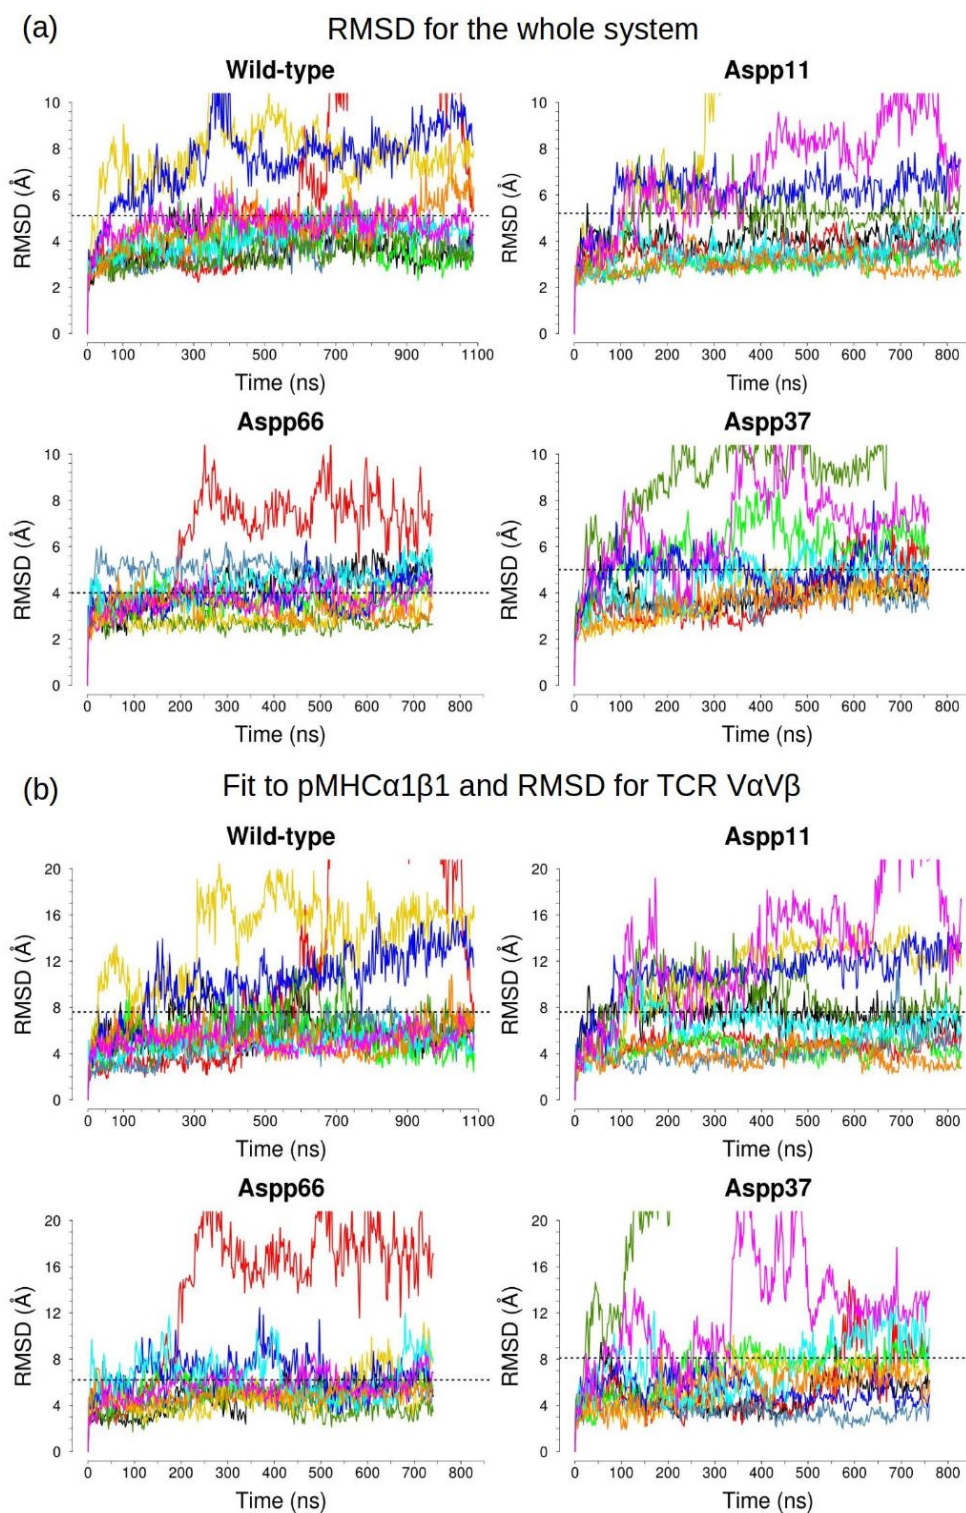 (a) RMSD for the whole system
Wild-type Aspp11
RMSD (Å) RMSD (Å)
10 10
8 8
6 6
4 4
2 2
0 0
0 100 300 500 700 900 1100 0 100 200 300 400 500 600 700 800
Time (ns) Time (ns)
Aspp66 Aspp37
RMSD (Å) RMSD (Å)
10 10
8 8
6 6
4 4
2 2
0 0
0 100 200 300 400 500 600 700 800 0 100 200 300 400 500 600 700 800
Time (ns) Time (ns)
(b) Fit to pMHCα1β1 and RMSD for TCR VαVβ
Wild-type Aspp11
RMSD (Å) RMSD (Å)
20 20
16 16
12 12
8 8
4 4
0 0
0 100 300 500 700 900 1100 0 100 200 300 400 500 600 700 800
Time (ns) Time (ns)
Aspp66 Aspp37
RMSD (Å) RMSD (Å)
20 20
16 16
12 12
8 8
4 4
0 0
0 100 200 300 400 500 600 700 800 0 100 200 300 400 500 600 700 800
Time (ns) Time (ns)